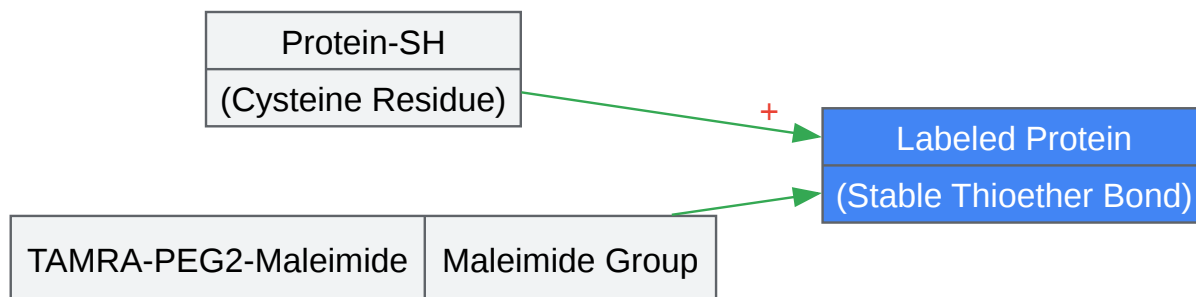 Protein-SH
(Cysteine Residue)
+
Labeled Protein
(Stable Thioether Bond)
TAMRA-PEG2-Maleimide
Maleimide Group